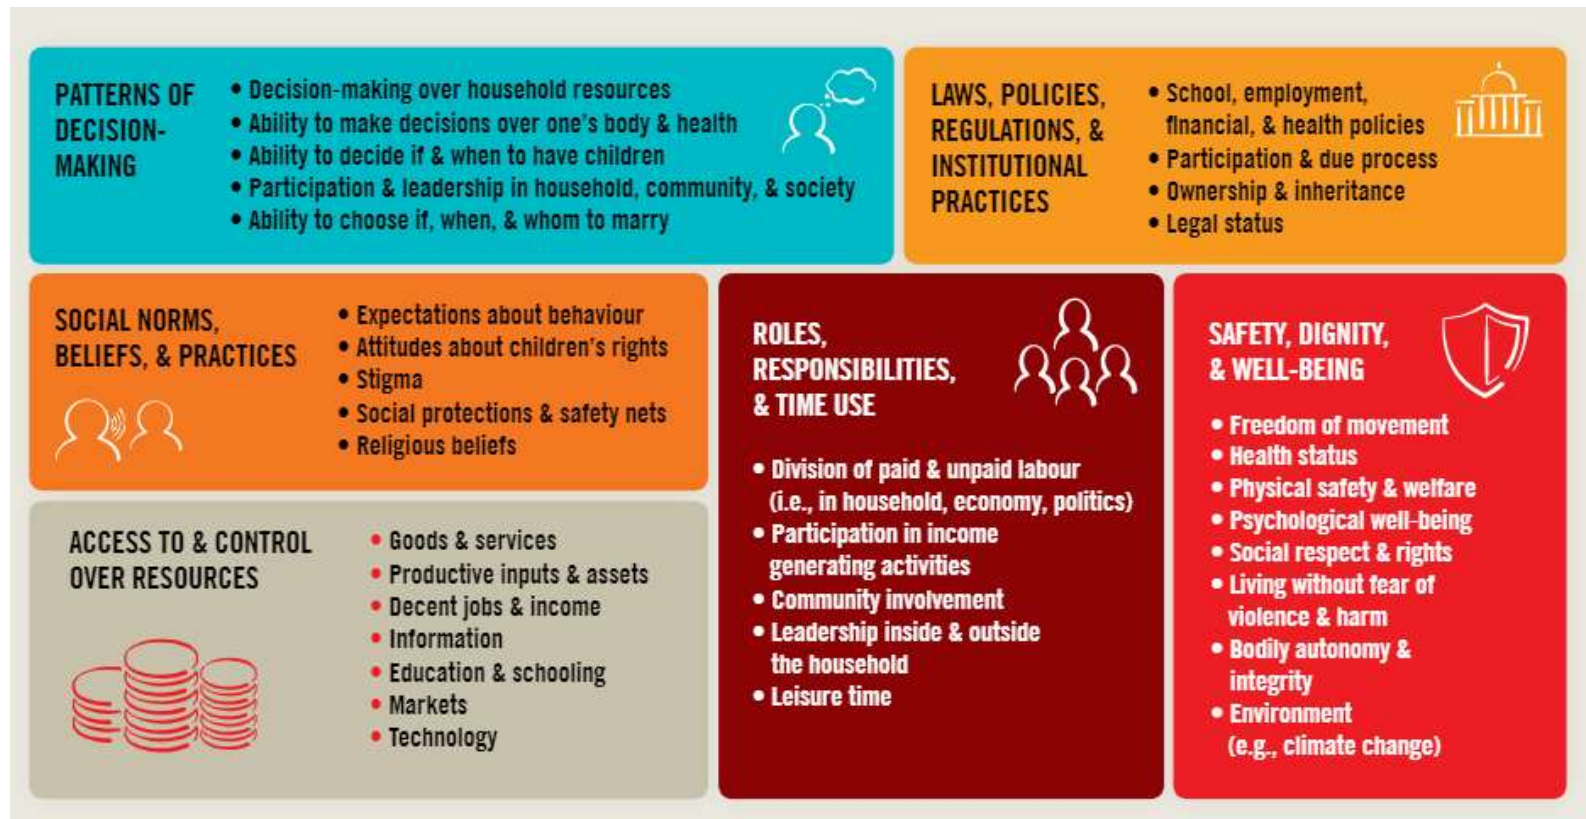 PATTERNS OF
DECISION-
MAKING
• Decision-making over household resources
• Ability to make decisions over one's body & health
• Ability to decide if & when to have children
• Participation & leadership in household, community, & society
• Ability to choose if, when, & whom to marry
LAWS, POLICIES,
REGULATIONS, &
INSTITUTIONAL
PRACTICES
• School, employment,
financial, & health policies
• Participation & due process
• Ownership & inheritance
• Legal status
SOCIAL NORMS,
BELIEFS, & PRACTICES
• Expectations about behaviour
• Attitudes about children's rights
• Stigma
• Social protections & safety nets
• Religious beliefs
ACCESS TO & CONTROL
OVER RESOURCES
• Goods & services
• Productive inputs & assets
• Decent jobs & income
• Information
• Education & schooling
• Markets
• Technology
ROLES,
RESPONSIBILITIES,
& TIME USE
• Division of paid & unpaid labour
(i.e., in household, economy, politics)
• Participation in income
generating activities
• Community involvement
• Leadership inside & outside
the household
• Leisure time
SAFETY, DIGNITY,
& WELL-BEING
• Freedom of movement
• Health status
• Physical safety & welfare
• Psychological well-being
• Social respect & rights
• Living without fear of
violence & harm
• Bodily autonomy &
integrity
• Environment
(e.g., climate change)